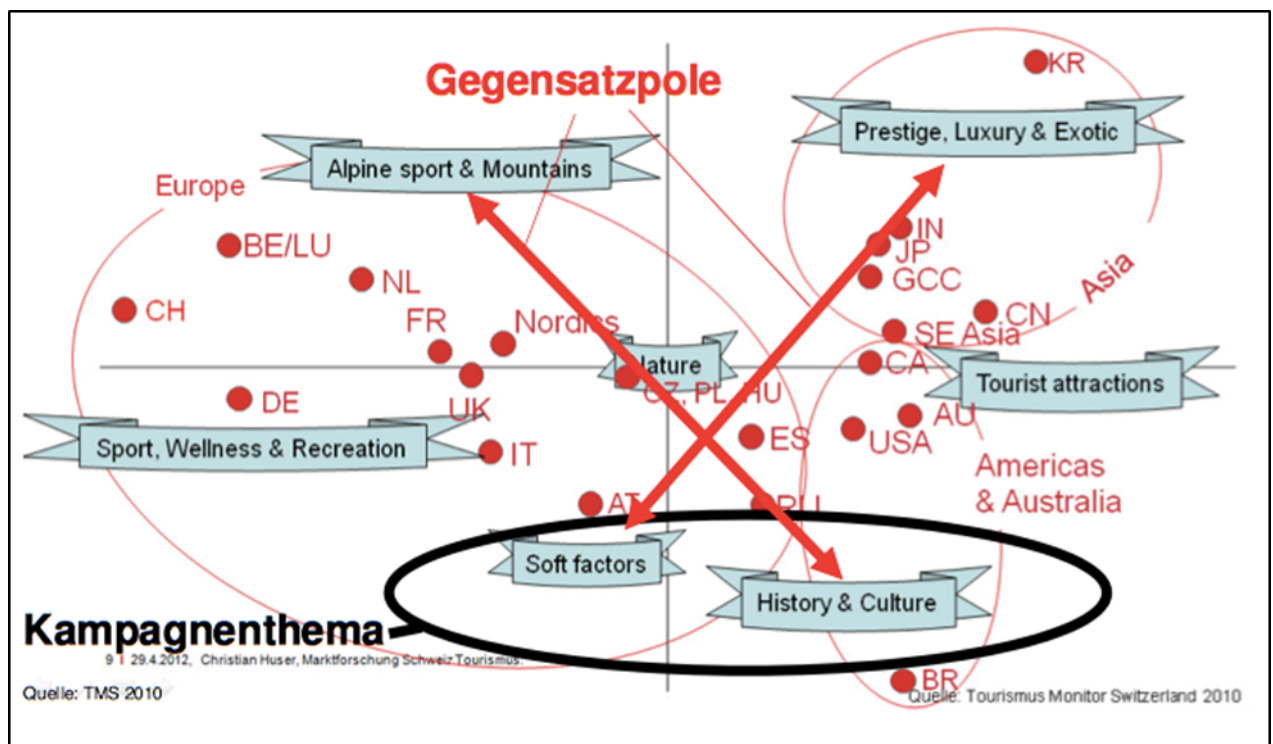 Gegensatzpole
KR
Prestige, Luxury & Exotic
Alpine sport & Mountains
Europe
IN
BE/LU
JP
NL
GCC
Asia
CH
CN
FR
Nordics
SE Asia
CA
Tourist attractions
CZ, PL, HU
DE
UK
AU
USA
ES
Sport, Wellness & Recreation
IT
Americas
& Australia
AT
Soft factors
History & Culture
Kampagnenthema
9 I 29.4.2012, Christian Huser, Marktforschung Schweiz Tourismus.
BR
Quelle: TMS 2010
Quelle: Tourismus Monitor Switzerland 2010